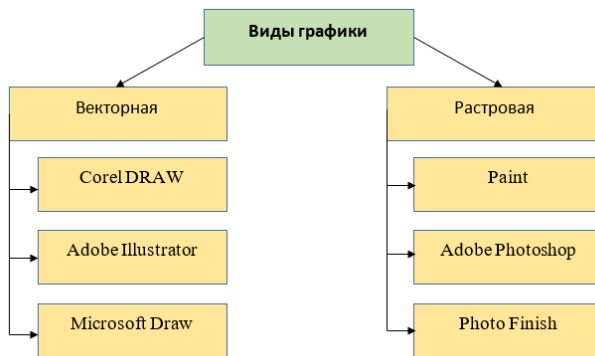 Виды графики
Векторная
Corel DRAW
Adobe Illustrator
Microsoft Draw
Растровая
Paint
Adobe Photoshop
Photo Finish